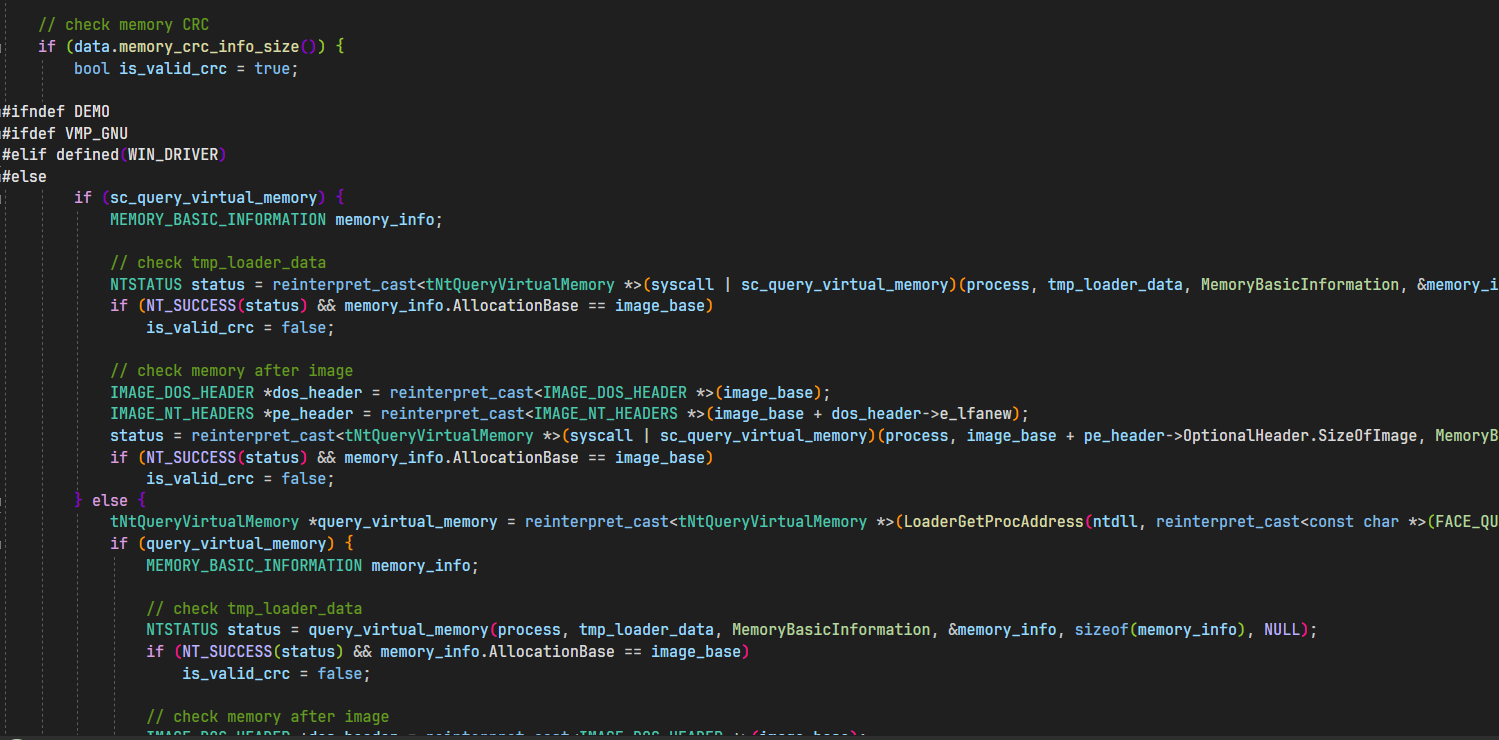 // check memory CRC
if (data.memory_crc_info_size()) {
bool is_valid_crc = true;
#ifndef DEMO
#ifdef VMP_GNU
#elif defined(WIN_DRIVER)
#else
if (sc_query_virtual_memory) {
MEMORY_BASIC_INFORMATION memory_info;
// check tmp_loader_data
NTSTATUS status = reinterpret_cast<tNtQueryVirtualMemory *>(syscall | sc_query_virtual_memory)(process, tmp_loader_data, MemoryBasicInformation, &memory_i
if (NT_SUCCESS(status) && memory_info.AllocationBase == image_base)
is_valid_crc = false;
// check memory after image
IMAGE_DOS_HEADER *dos_header = reinterpret_cast<IMAGE_DOS_HEADER *>(image_base);
IMAGE_NT_HEADERS *pe_header = reinterpret_cast<IMAGE_NT_HEADERS *>(image_base + dos_header->e_lfanew);
status = reinterpret_cast<tNtQueryVirtualMemory *>(syscall | sc_query_virtual_memory)(process, image_base + pe_header->OptionalHeader.SizeOfImage, MemoryB
if (NT_SUCCESS(status) && memory_info.AllocationBase == image_base)
is_valid_crc = false;
} else {
tNtQueryVirtualMemory *query_virtual_memory = reinterpret_cast<tNtQueryVirtualMemory *>(LoaderGetProcAddress(ntdll, reinterpret_cast<const char *>(FACE_QU
if (query_virtual_memory) {
MEMORY_BASIC_INFORMATION memory_info;
// check tmp_loader_data
NTSTATUS status = query_virtual_memory(process, tmp_loader_data, MemoryBasicInformation, &memory_info, sizeof(memory_info), NULL);
if (NT_SUCCESS(status) && memory_info.AllocationBase == image_base)
is_valid_crc = false;
// check memory after image
IMAGE_DOS_HEADER *dos_header = reinterpret_cast<IMAGE_DOS_HEADER *>(image_base);